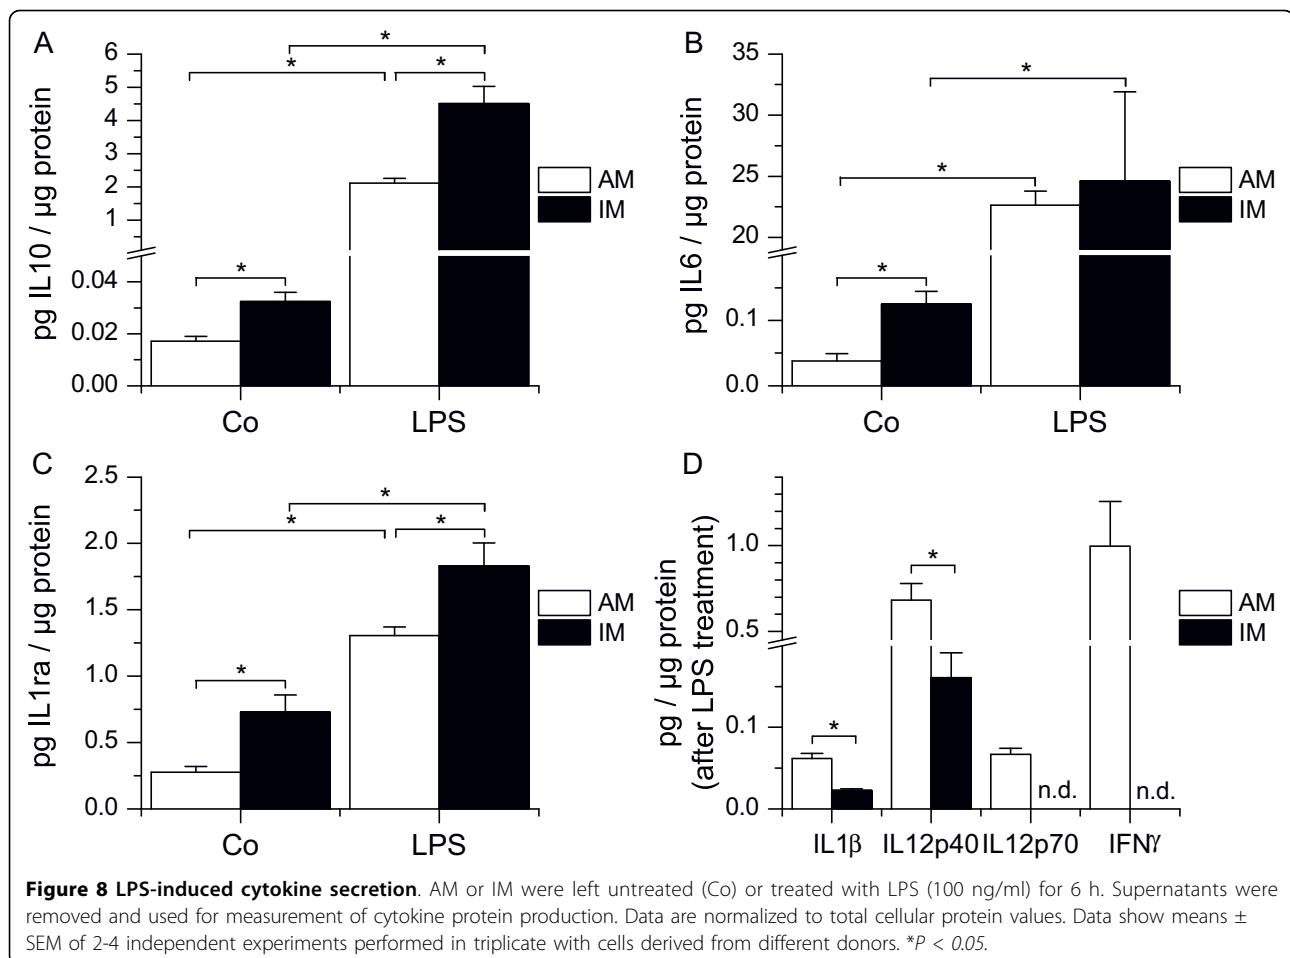 A
B
pg IL10 / µg protein
6
5
4
3
2
1
0.04
0.02
0.00
* * *
*
Co LPS
AM
IM
pg IL6 / µg protein
35
30
25
20
0.1
0.0
*
*
*
Co LPS
AM
IM
C
D
pg IL1ra / µg protein
2.5
2.0
1.5
1.0
0.5
0.0
*
* *
*
Co LPS
AM
IM
pg / µg protein
(after LPS treatment)
1.0
0.5
0.1
0.0
*
*
n.d. n.d.
IL1β IL12p40 IL12p70 IFNγ
AM
IM
Figure 8 LPS-induced cytokine secretion. AM or IM were left untreated (Co) or treated with LPS (100 ng/ml) for 6 h. Supernatants were
removed and used for measurement of cytokine protein production. Data are normalized to total cellular protein values. Data show means ±
SEM of 2-4 independent experiments performed in triplicate with cells derived from different donors. *P < 0.05.